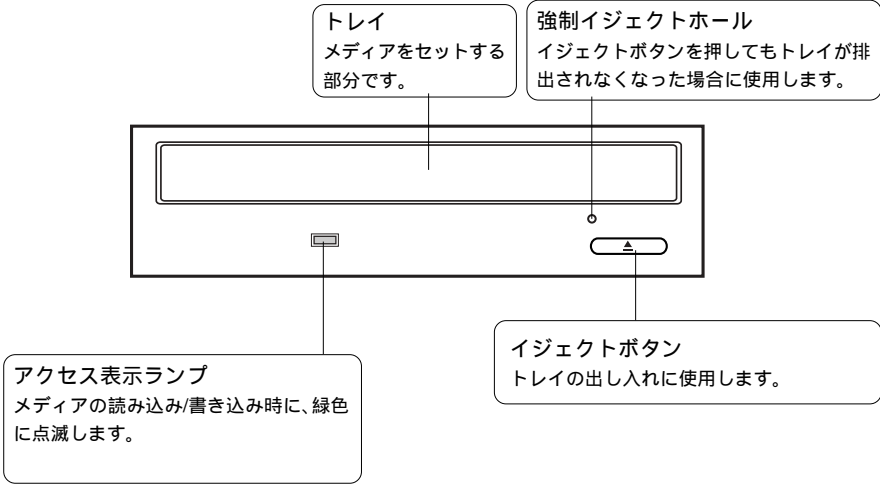 トレイ
メディアをセットする
部分です。
強制イジェクトホール
イジェクトボタンを押してもトレイが排
出されなくなった場合に使用します。
アクセス表示ランプ
メディアの読み込み/書き込み時に、緑色
に点滅します。
イジェクトボタン
トレイの出し入れに使用します。